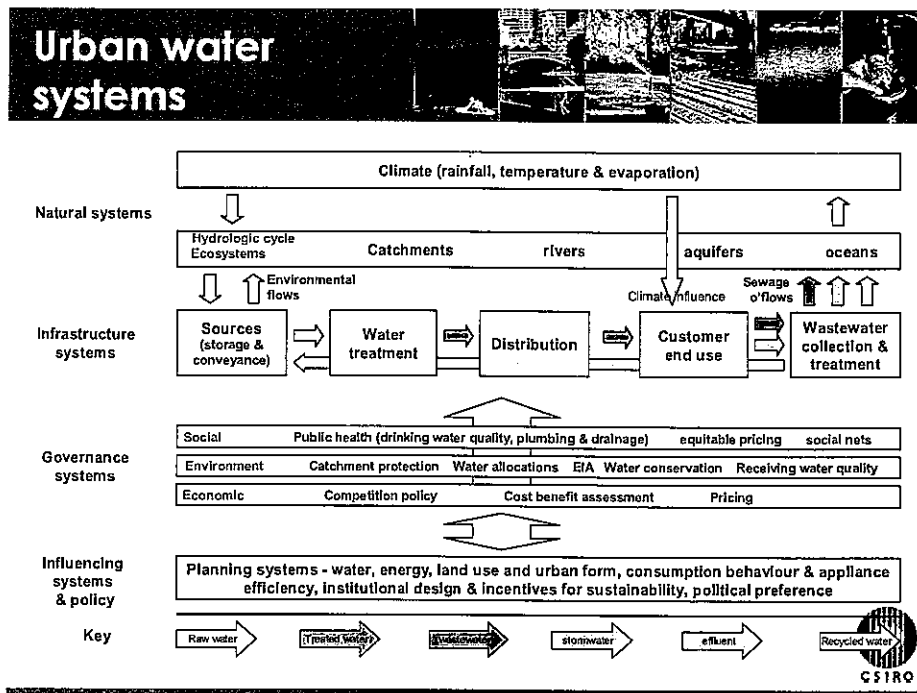 Urban water
systems
Climate (rainfall, temperature & evaporation)
Natural systems
Hydrologic cycle
Ecosystems
Catchments
rivers
aquifers
oceans
Environmental
flows
Climate influence
Sewage
o'flows
Infrastructure
systems
Sources
(storage &
conveyance)
Water
treatment
Distribution
Customer
end use
Wastewater
collection &
treatment
Governance
systems
Social Public health (drinking water quality, plumbing & drainage) equitable pricing social nets
Environment Catchment protection Water allocations EIA Water conservation Receiving water quality
Economic Competition policy Cost benefit assessment Pricing
Influencing
systems
& policy
Planning systems - water, energy, land use and urban form, consumption behaviour & appliance
efficiency, institutional design & incentives for sustainability, political preference
Key
Raw water
Treated water
wastewater
stormwater
effluent
Recycled water
CSIRO